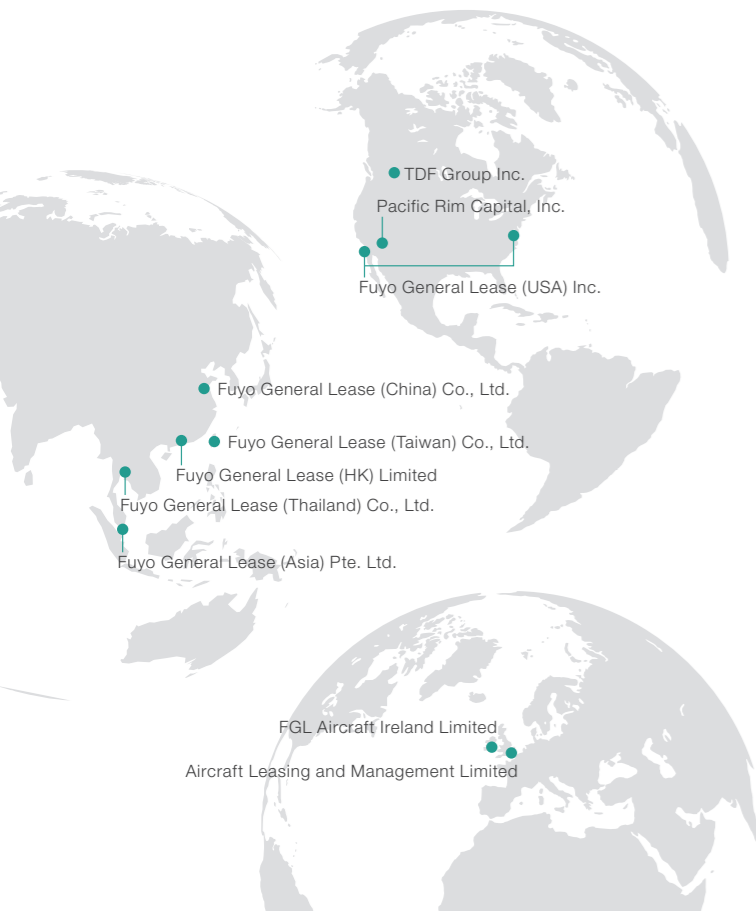 TDF Group Inc.
Pacific Rim Capital, Inc.
Fuyo General Lease (USA) Inc.
Fuyo General Lease (China) Co., Ltd.
Fuyo General Lease (Taiwan) Co., Ltd.
Fuyo General Lease (HK) Limited
Fuyo General Lease (Thailand) Co., Ltd.
Fuyo General Lease (Asia) Pte. Ltd.
FGL Aircraft Ireland Limited
Aircraft Leasing and Management Limited